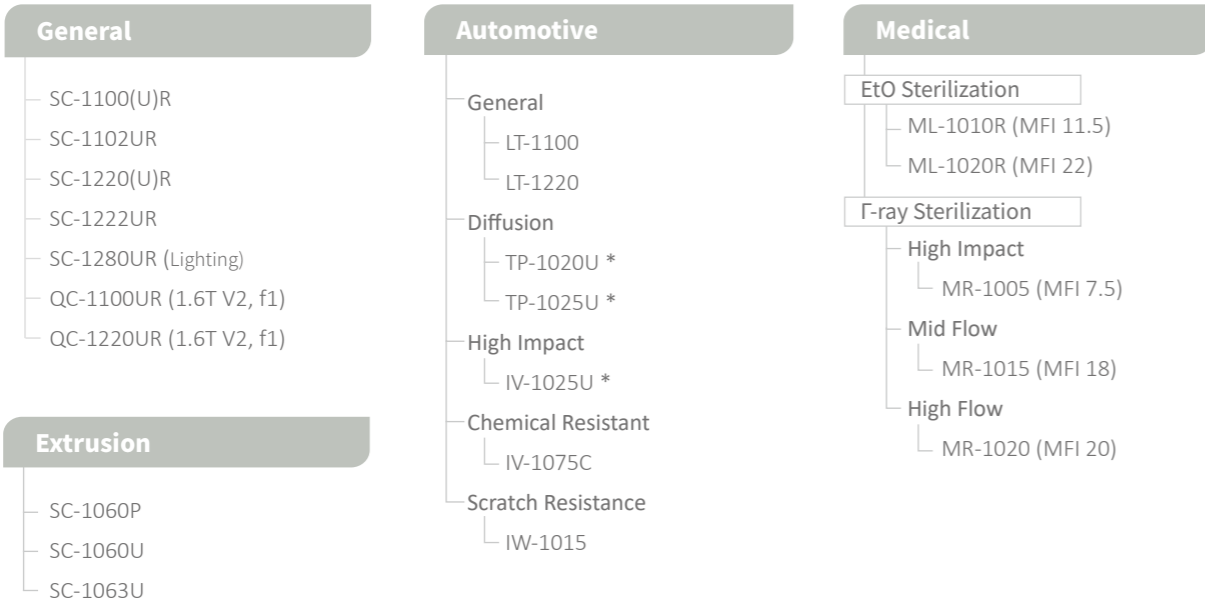 General
SC-1100(U)R
SC-1102UR
SC-1220(U)R
SC-1222UR
SC-1280UR (Lighting)
QC-1100UR (1.6T V2, f1)
QC-1220UR (1.6T V2, f1)
Extrusion
SC-1060P
SC-1060U
SC-1063U
Automotive
General
LT-1100
LT-1220
Diffusion
TP-1020U *
TP-1025U *
High Impact
IV-1025U *
Chemical Resistant
IV-1075C
Scratch Resistance
IW-1015
Medical
EtO Sterilization
ML-1010R (MFI 11.5)
ML-1020R (MFI 22)
Γ-ray Sterilization
High Impact
MR-1005 (MFI 7.5)
Mid Flow
MR-1015 (MFI 18)
High Flow
MR-1020 (MFI 20)